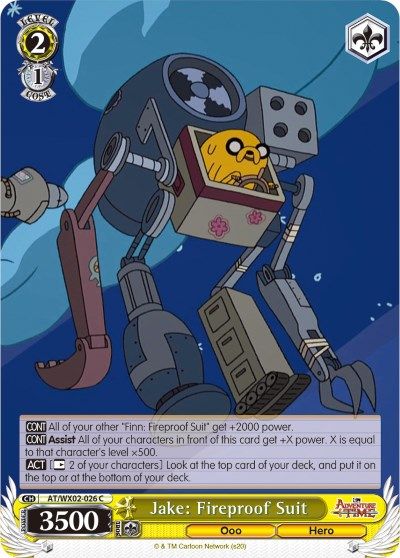 LEVEL
2
1
COST
CONT All of your other "Finn: Fireproof Suit" get +2000 power.
CONT Assist All of your characters in front of this card get +X power. X is equal
to that character's level ×500.
ACT [ 2 of your characters] Look at the top card of your deck, and put it on
the top or at the bottom of your deck.
CH AT/WX02-026 C
Jake: Fireproof Suit
ADVENTURE TIME
POWER 3500 SOUL
Ooo Hero
© & TM Cartoon Network (s20)